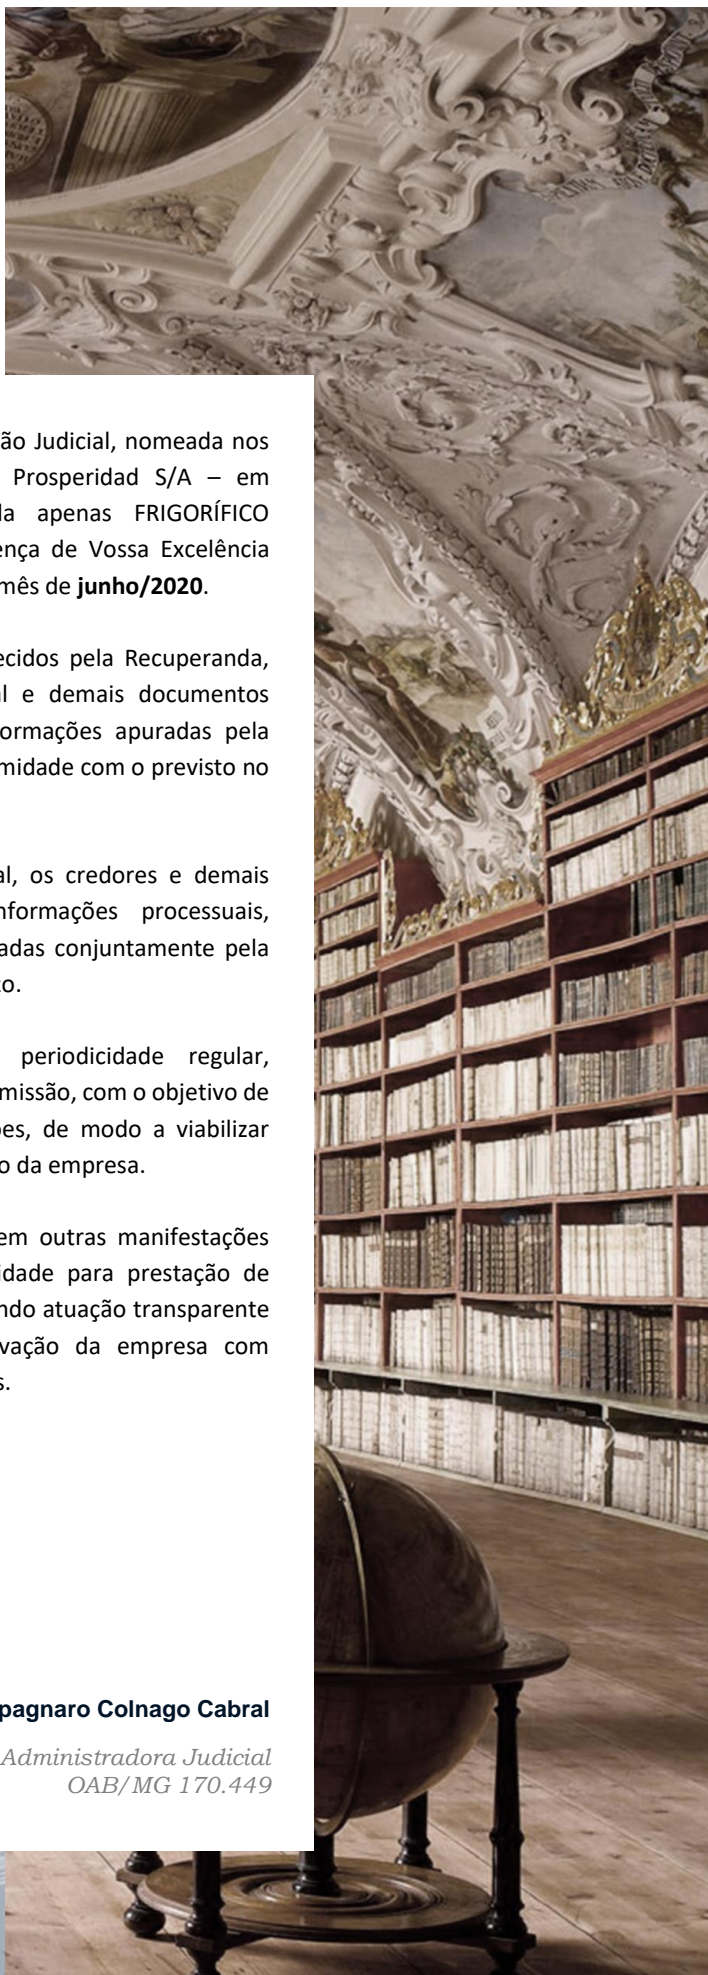 ão Judicial, nomeada nos
Prosperidad S/A – em
la apenas FRIGORÍFICO
ença de Vossa Excelência
mês de junho/2020.
ecidos pela Recuperanda,
l e demais documentos
ormações apuradas pela
midade com o previsto no
al, os credores e demais
nformações processuais,
adas conjuntamente pela
o.
periodicidade regular,
missão, com o objetivo de
es, de modo a viabilizar
o da empresa.
em outras manifestações
idade para prestação de
ndo atuação transparente
vação da empresa com
s.
pagnaro Colnago Cabral
Administradora Judicial
OAB/MG 170.449